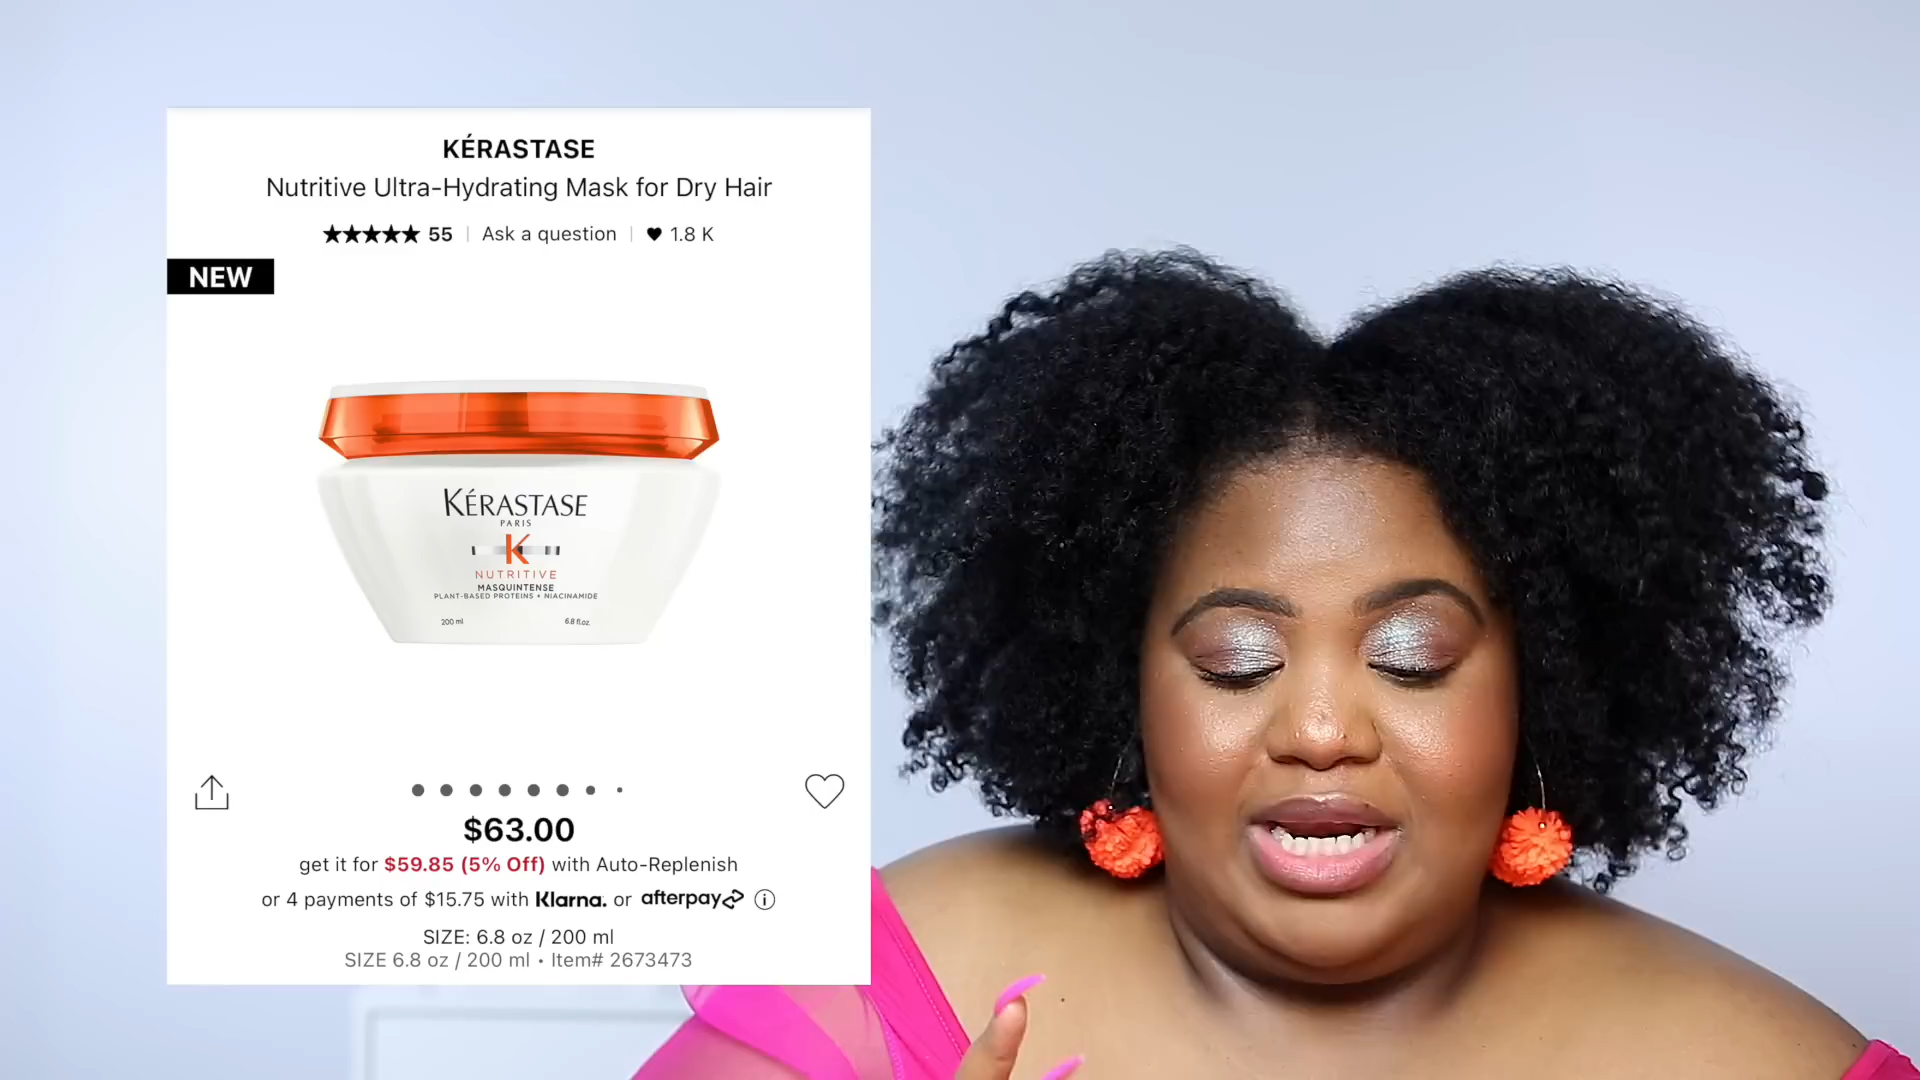 KÉRASTASE
Nutritive Ultra-Hydrating Mask for Dry Hair
★★★★★ 55 | Ask a question | ♥ 1.8 K
NEW
KÉRASTASE
PARIS
K
NUTRITIVE
MASQUINTENSE
PLANT-BASED PROTEINS + NIACINAMIDE
200 ml 6.8 fl.oz.
$63.00
get it for $59.85 (5% Off) with Auto-Replenish
or 4 payments of $15.75 with Klarna. or afterpay
SIZE: 6.8 oz / 200 ml
SIZE 6.8 oz / 200 ml • Item# 2673473